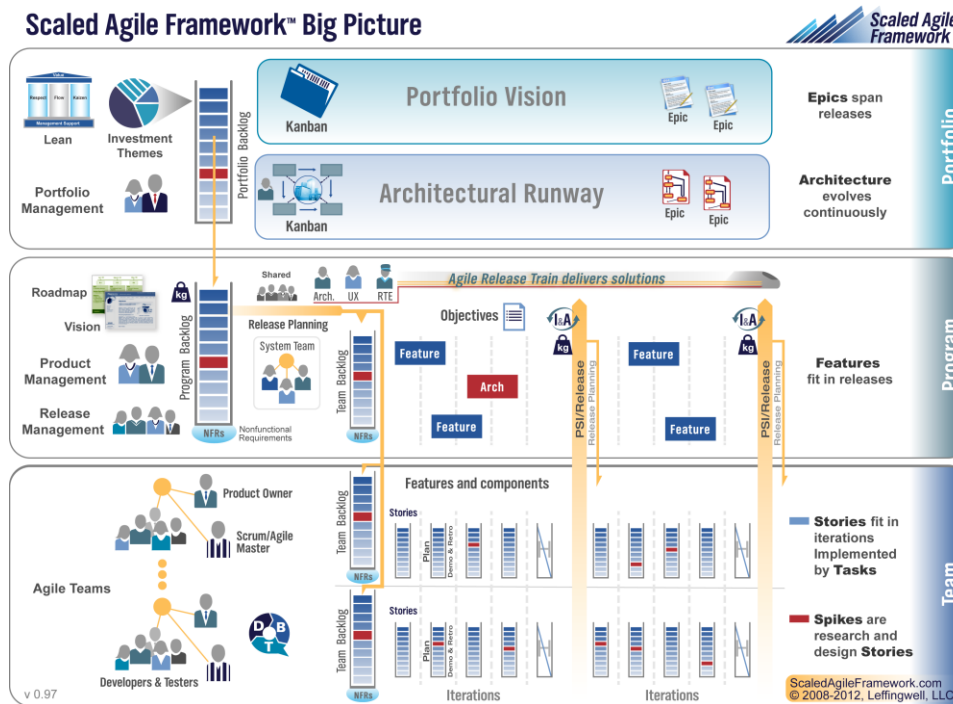 Scaled Agile Framework™ Big Picture
Scaled Agile
Framework
Value
Respect
Flow
Kaizen
Management Support
Lean
Investment
Themes
Portfolio
Management
Portfolio Backlog
Kanban
Portfolio Vision
Epic
Epic
Epics span
releases
Kanban
Architectural Runway
Epic
Epic
Architecture
evolves
continuously
Portfolio
Roadmap
Vision
Product
Management
Release
Management
kg
Program Backlog
NFRs
Nonfunctional
Requirements
Shared
Arch.
UX
RTE
Agile Release Train delivers solutions
Release Planning
System Team
Team Backlog
NFRs
Objectives
Feature
Arch
Feature
I&A
kg
PSI/Release
Release Planning
Feature
Feature
I&A
kg
PSI/Release
Release Planning
Features
fit in releases
Program
Product Owner
Scrum/Agile
Master
Agile Teams
Developers & Testers
D
B
T
Team Backlog
NFRs
Team Backlog
NFRs
Features and components
Stories
Plan
Demo & Retro
H
H
Stories
Plan
Demo & Retro
H
H
Iterations
Iterations
Stories fit in
iterations
Implemented
by Tasks
Spikes are
research and
design Stories
Team
v 0.97
ScaledAgileFramework.com
© 2008-2012, Leffingwell, LLC